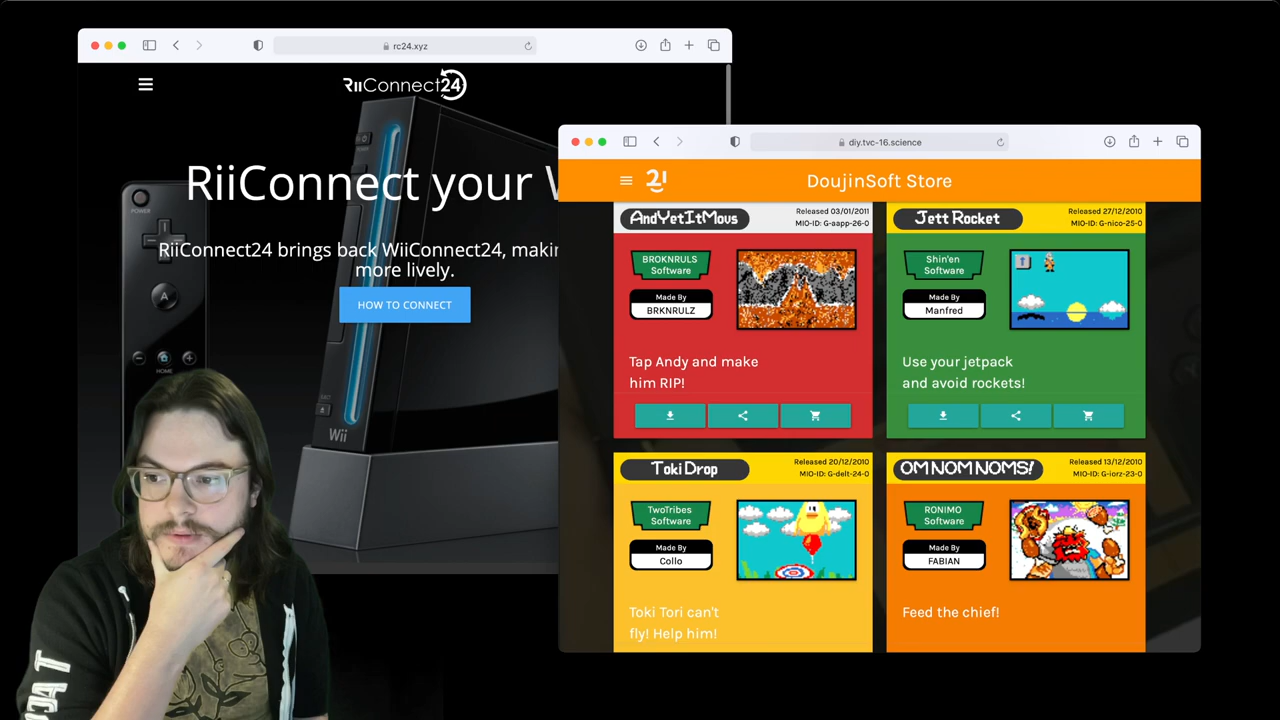 rc24.xyz
RiiConnect24
RiiConnect your W
RiiConnect24 brings back WiiConnect24, makin
more lively.
HOW TO CONNECT
POWER
A
HOME
Wii
diy.tvc-16.science
DoujinSoft Store
AndYetItMovs
Released 03/01/2011
MIO-ID: G-aapp-26-0
BROKNRULS
Software
Made By
BRKNRULZ
Tap Andy and make
him RIP!
Jett Rocket
Released 27/12/2010
MIO-ID: G-nico-25-0
Shin'en
Software
Made By
Manfred
Use your jetpack
and avoid rockets!
Toki Drop
Released 20/12/2010
MIO-ID: G-delt-24-0
TwoTribes
Software
Made By
Collo
Toki Tori can't
fly! Help him!
OM NOM NOMS!
Released 13/12/2010
MIO-ID: G-iorz-23-0
RONIMO
Software
Made By
FABIAN
Feed the chief!